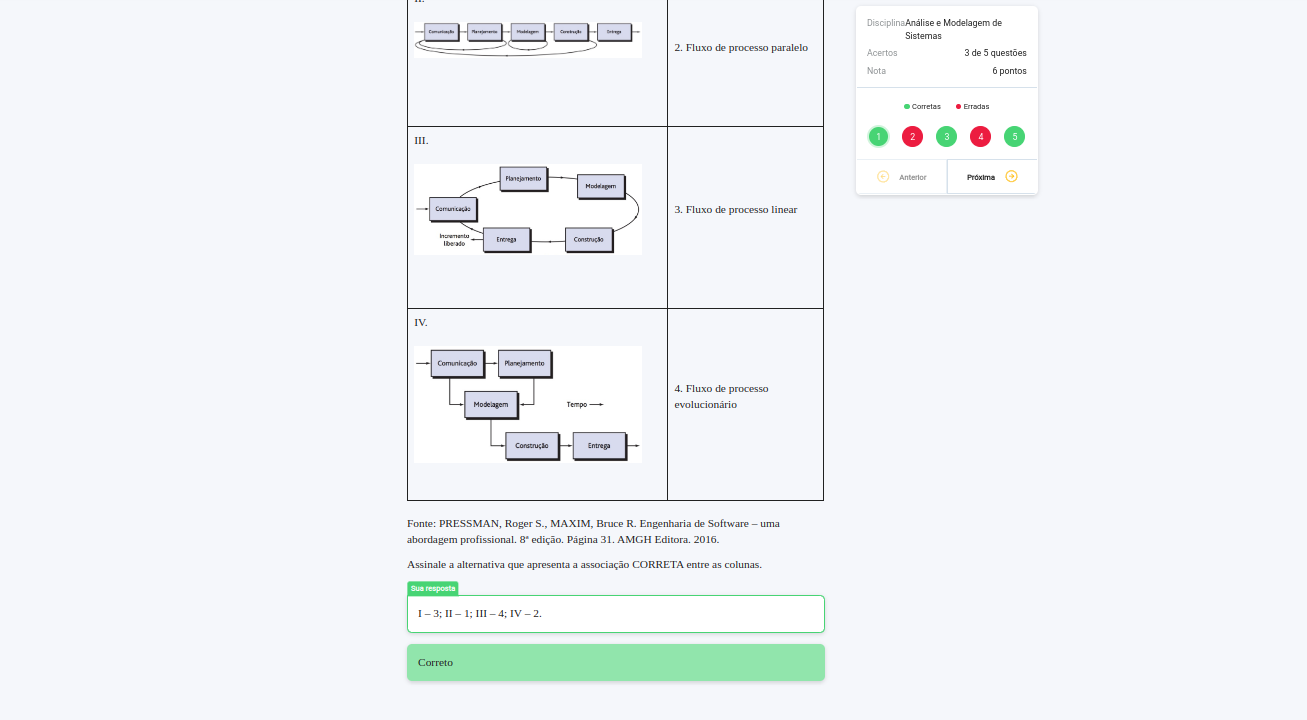 II.
Comunicação Planejamento Modelagem Construção Entrega
2. Fluxo de processo paralelo
III.
Planejamento
Modelagem
Comunicação
Incremento
liberado
Entrega
Construção
3. Fluxo de processo linear
IV.
Comunicação Planejamento
Modelagem Tempo
Construção Entrega
4. Fluxo de processo
evolucionário
Fonte: PRESSMAN, Roger S., MAXIM, Bruce R. Engenharia de Software – uma
abordagem profissional. 8ª edição. Página 31. AMGH Editora. 2016.
Assinale a alternativa que apresenta a associação CORRETA entre as colunas.
Sua resposta
I – 3; II – 1; III – 4; IV – 2.
Correto
Disciplina Análise e Modelagem de
Sistemas
Acertos 3 de 5 questões
Nota 6 pontos
Corretas Erradas
1 2 3 4 5
Anterior Próxima